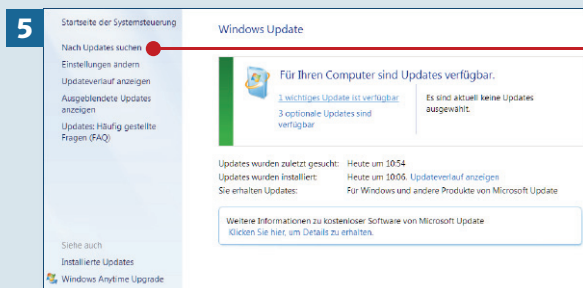 5
Startseite der Systemsteuerung
Nach Updates suchen
Einstellungen ändern
Updateverlauf anzeigen
Ausgeblendete Updates
anzeigen
Updates: Häufig gestellte
Fragen (FAQ)
Siehe auch
Installierte Updates
Windows Anytime Upgrade
Windows Update
Für Ihren Computer sind Updates verfügbar.
1 wichtiges Update ist verfügbar
3 optionale Updates sind
verfügbar
Es sind aktuell keine Updates
ausgewählt.
Updates wurden zuletzt gesucht: Heute um 10:54
Updates wurden installiert: Heute um 10:06. Updateverlauf anzeigen
Sie erhalten Updates: Für Windows und andere Produkte von Microsoft Update
Weitere Informationen zu kostenloser Software von Microsoft Update
Klicken Sie hier, um Details zu erhalten.